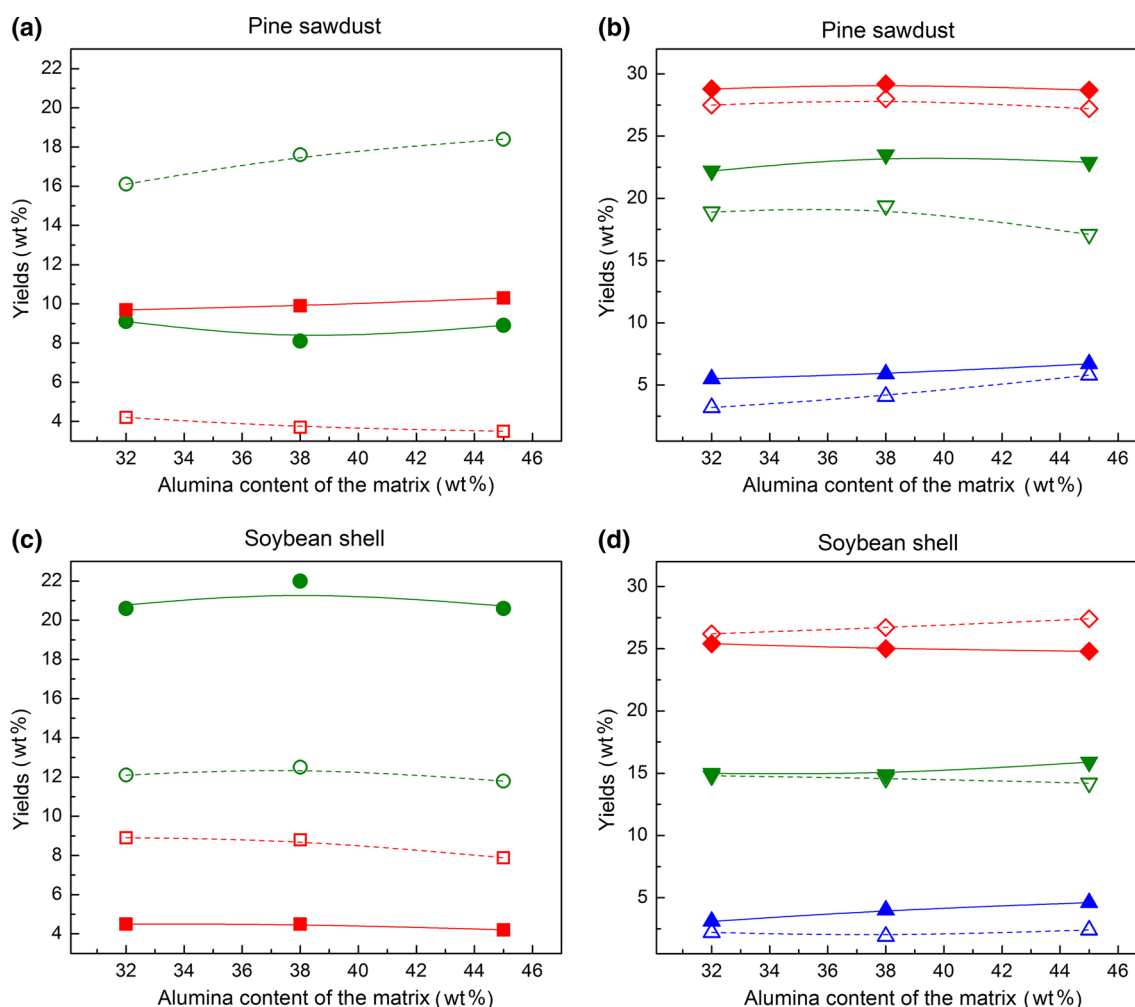 (a)
Pine sawdust
22
20
18
16
14
12
10
8
6
4
Yields (wt%)
32 34 36 38 40 42 44 46
Alumina content of the matrix (wt%)
(b)
Pine sawdust
30
25
20
15
10
5
Yields (wt%)
32 34 36 38 40 42 44 46
Alumina content of the matrix (wt%)
(c)
Soybean shell
22
20
18
16
14
12
10
8
6
4
Yields (wt%)
32 34 36 38 40 42 44 46
Alumina content of the matrix (wt%)
(d)
Soybean shell
30
25
20
15
10
5
Yields (wt%)
32 34 36 38 40 42 44 46
Alumina content of the matrix (wt%)